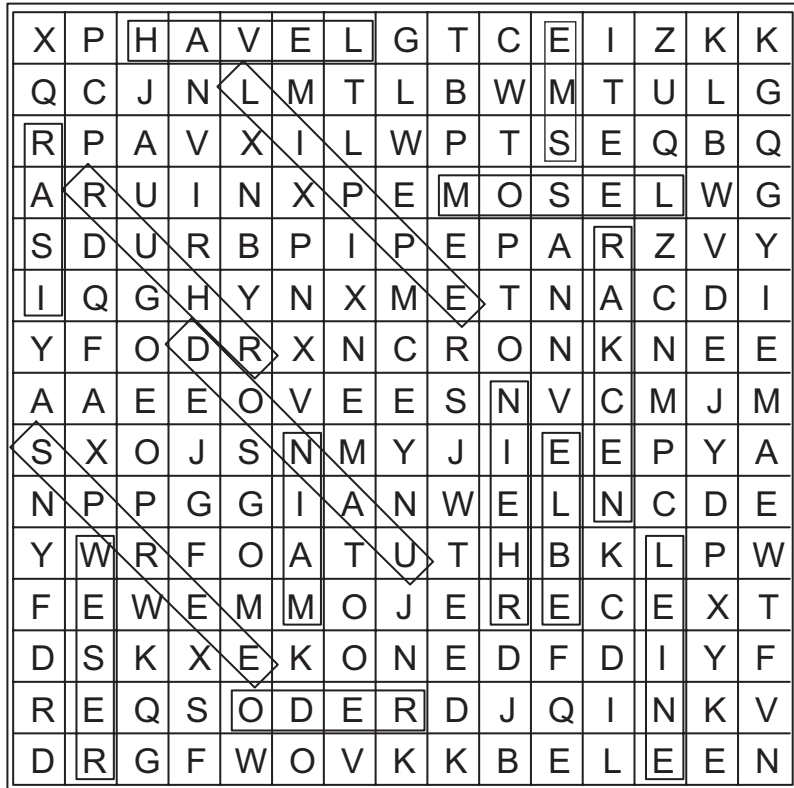 X P H A V E L G T C E I Z K K
Q C J N L M T L B W M T U L G
R P A V X I L W P T S E Q B Q
A R U I N X P E M O S E L W G
S D U R B P I P E P A R Z V Y
I Q G H Y N X M E T N A C D I
Y F O D R X N C R O N K N E E
A A E E O V E E S N V C M J M
S X O J S N M Y J I E E P Y A
N P P G G I A N W E L N C D E
Y W R F O A T U T H B K L P W
F E W E M M O J E R E C E X T
D S K X E K O N E D F D I Y F
R E Q S O D E R D J Q I N K V
D R G F W O V K K B E L E E N